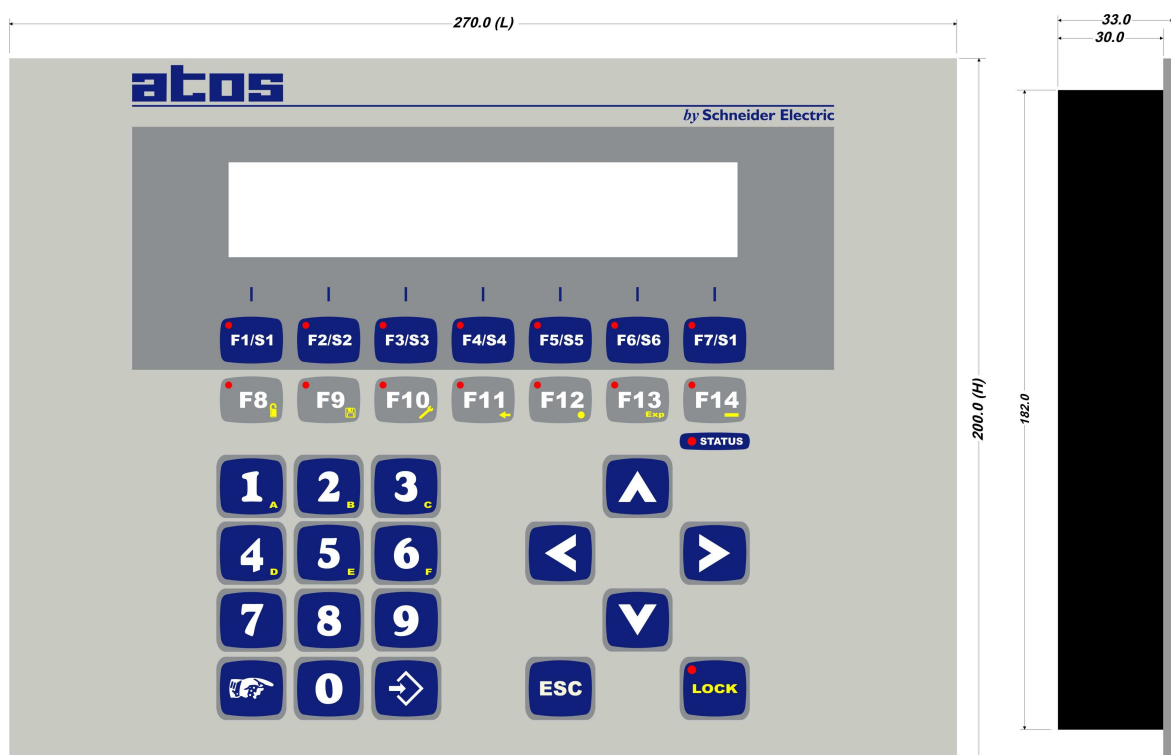 270.0 (L)
33.0
30.0
atos
by Schneider Electric
F1/S1 F2/S2 F3/S3 F4/S4 F5/S5 F6/S6 F7/S1
F8 F9 F10 F11 F12 F13 Exp F14
STATUS
1 A 2 B 3 C
4 D 5 E 6 F
7 8 9
0 ESC LOCK
200.0 (H)
182.0